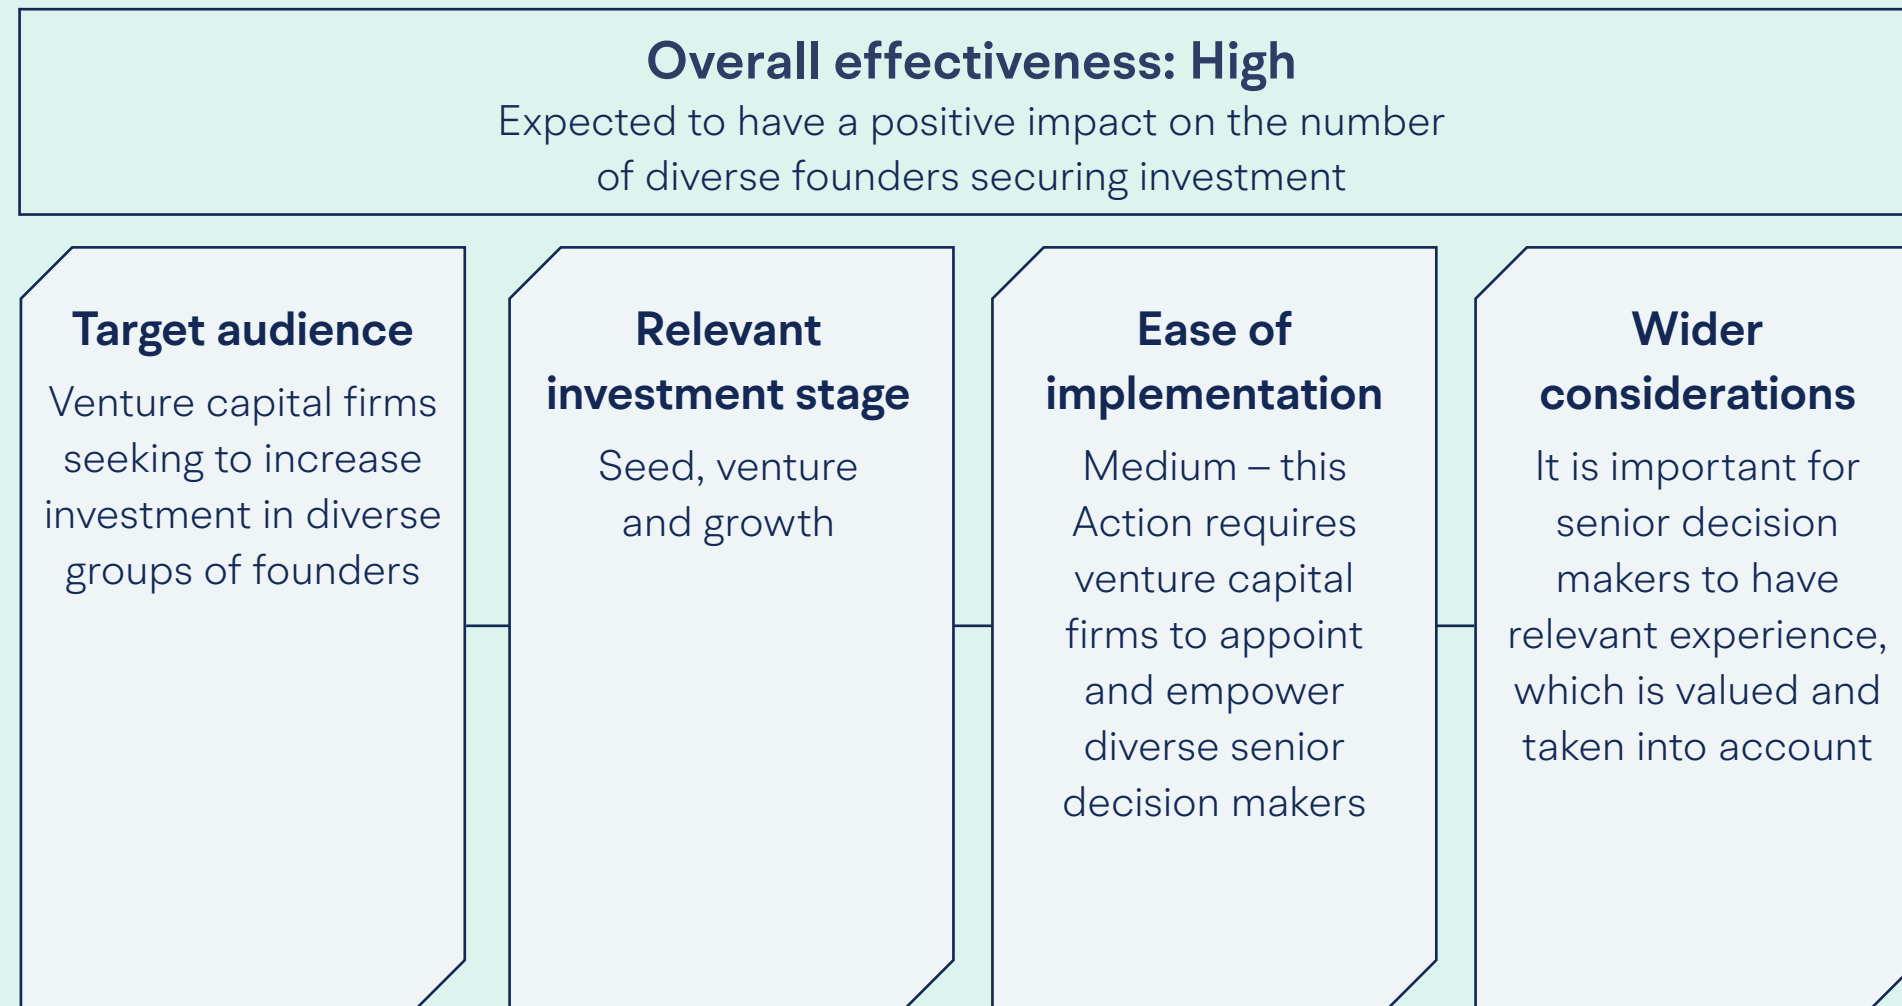 Overall effectiveness: High
Expected to have a positive impact on the number
of diverse founders securing investment
Target audience
Venture capital firms
seeking to increase
investment in diverse
groups of founders
Relevant
investment stage
Seed, venture
and growth
Ease of
implementation
Medium – this
Action requires
venture capital
firms to appoint
and empower
diverse senior
decision makers
Wider
considerations
It is important for
senior decision
makers to have
relevant experience,
which is valued and
taken into account